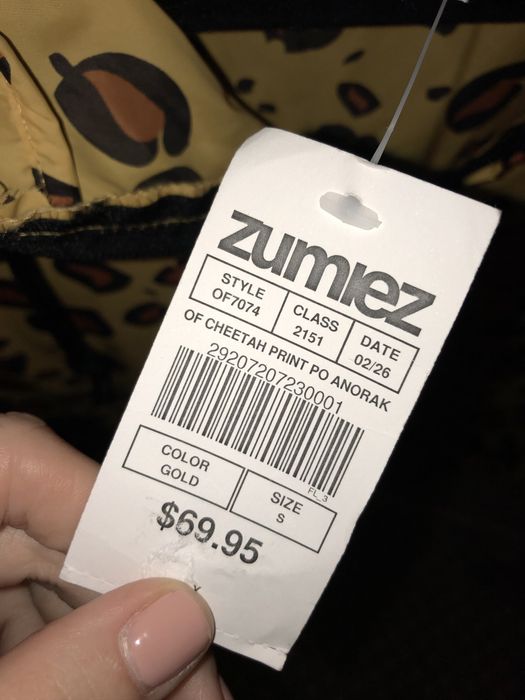 zumiez
STYLE CLASS DATE
OF7074 2151 02/26
OF CHEETAH PRINT PO ANORAK
29207207230001
FL_3
COLOR SIZE
GOLD S
$69.95